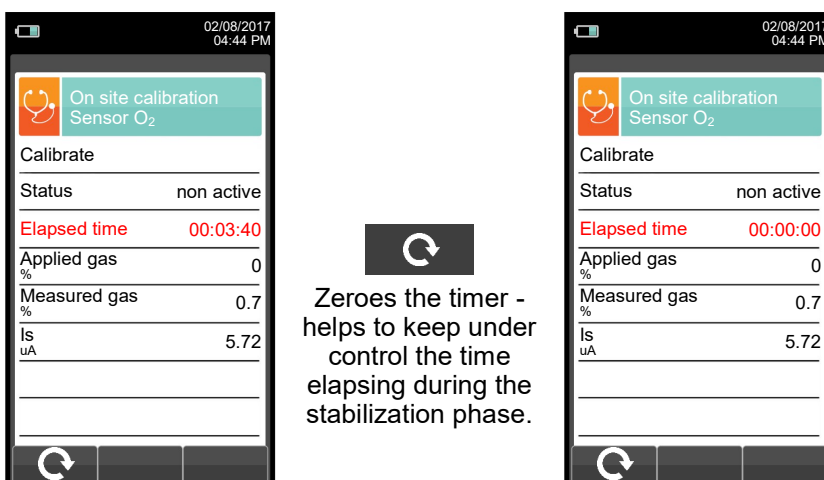 02/08/2017
04:44 PM
On site calibration
Sensor O₂
Calibrate
Status non active
Elapsed time 00:03:40
Applied gas 0
%
Measured gas 0.7
%
Is 5.72
uA
Zeroes the timer -
helps to keep under
control the time
elapsing during the
stabilization phase.
02/08/2017
04:44 PM
On site calibration
Sensor O₂
Calibrate
Status non active
Elapsed time 00:00:00
Applied gas 0
%
Measured gas 0.7
%
Is 5.72
uA